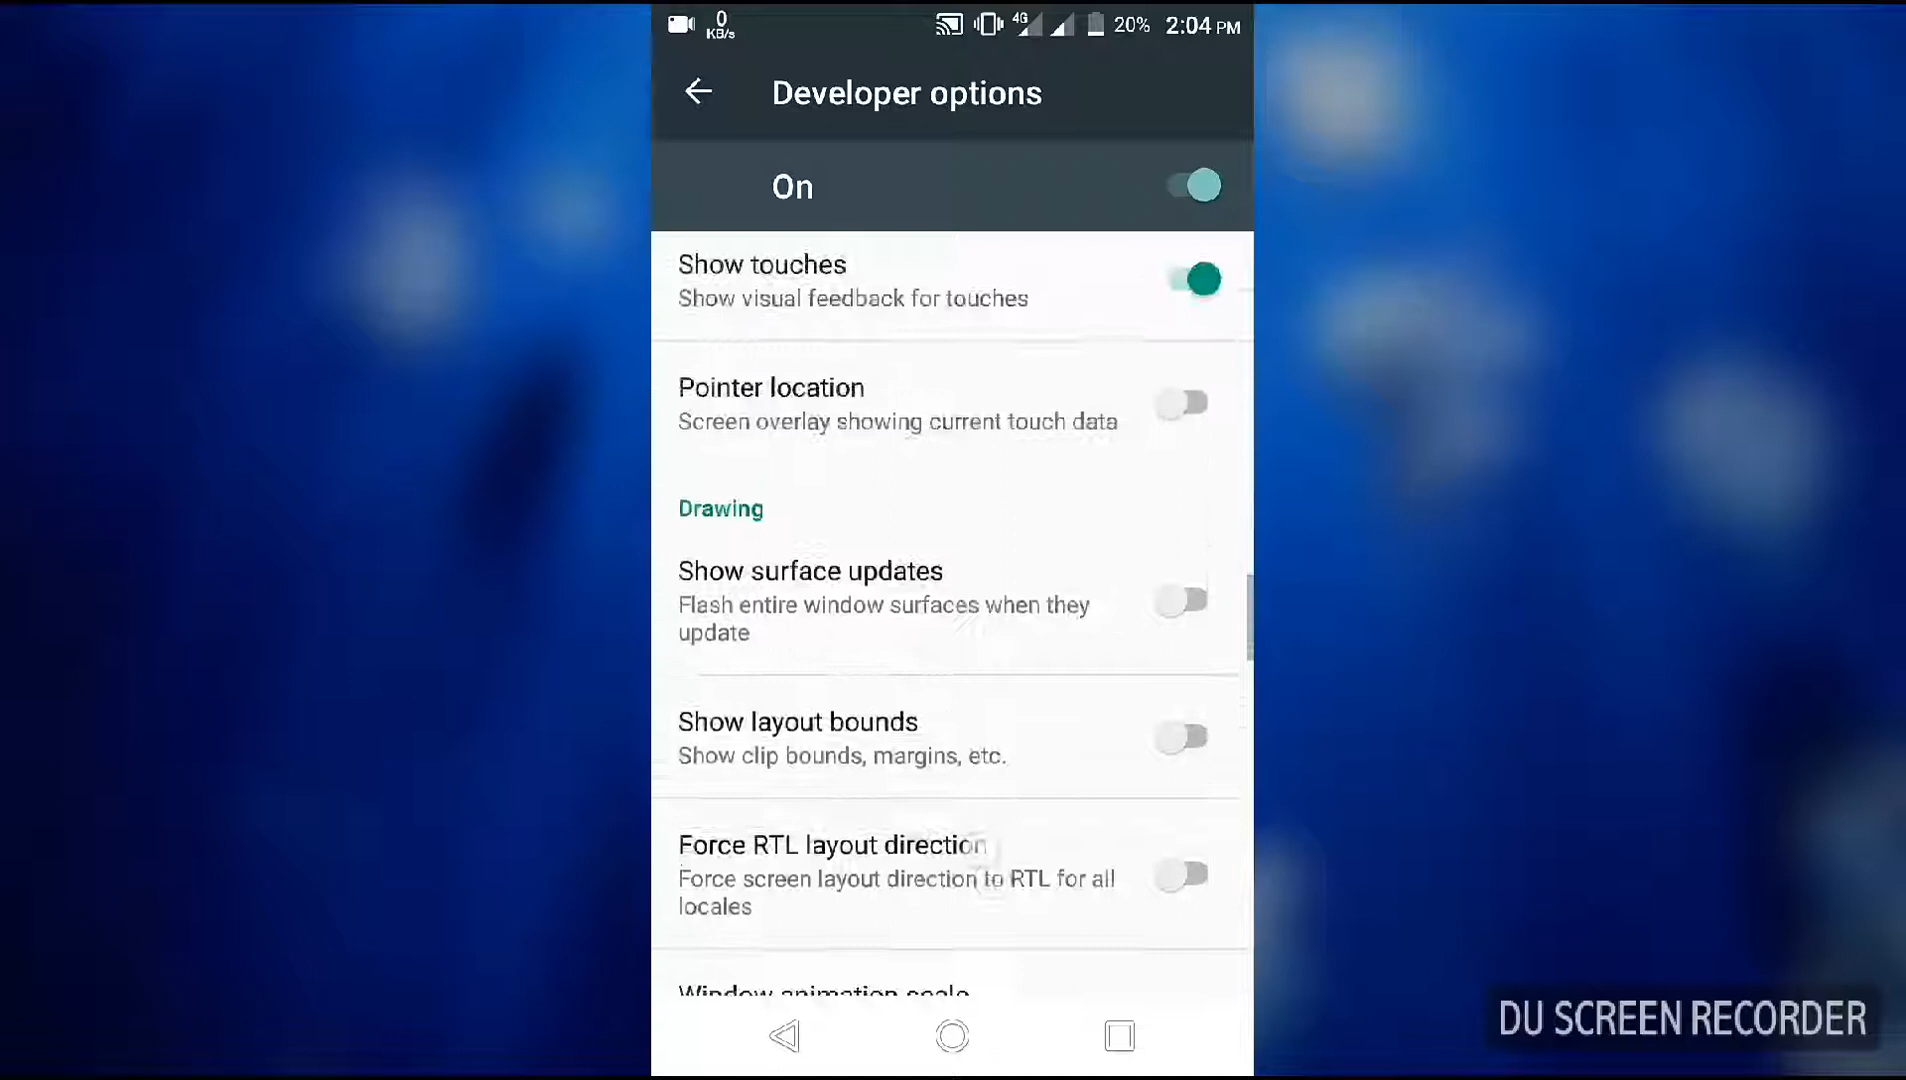 0
KB/s
4G
20%
2:04 PM
Developer options
On
Show touches
Show visual feedback for touches
Pointer location
Screen overlay showing current touch data
Drawing
Show surface updates
Flash entire window surfaces when they
update
Show layout bounds
Show clip bounds, margins, etc.
Force RTL layout direction
Force screen layout direction to RTL for all
locales
Window animation scale
DU SCREEN RECORDER